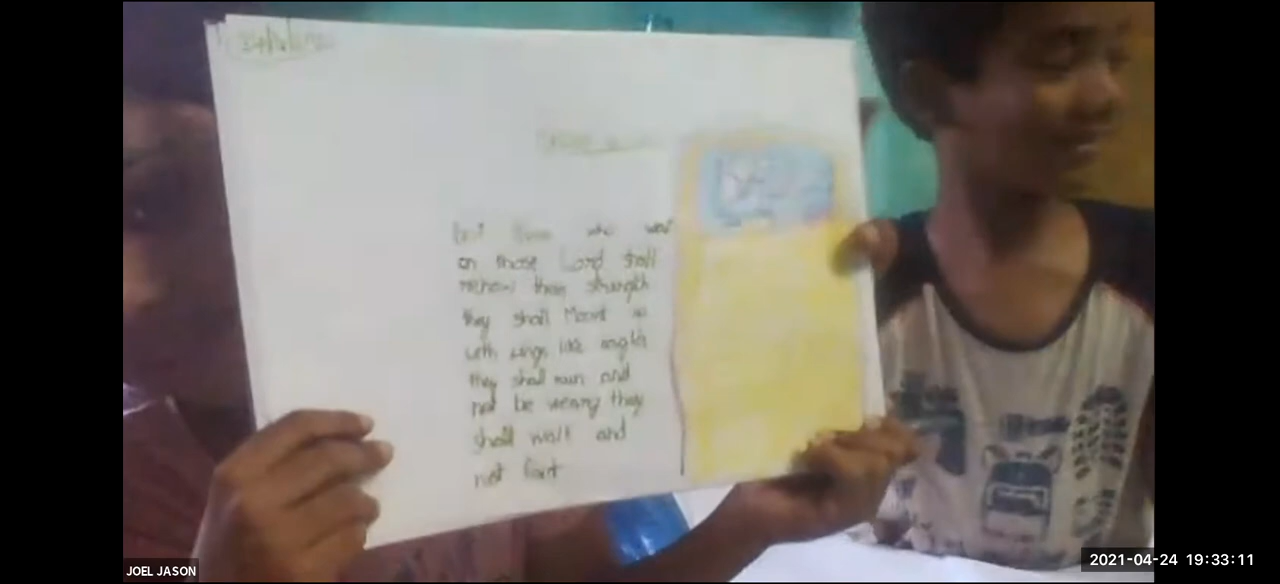 but those who wait
on those Lord shall
renew their strength
they shall Moont up
with wings like eagles
they shall run and
not be weary they
shall walk and
not faint
JOEL JASON
2021-04-24 19:33:11